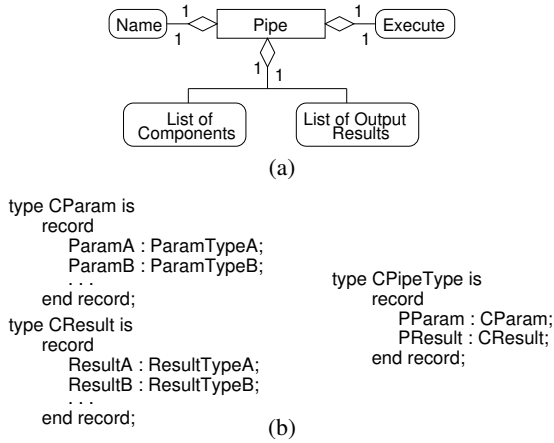 1
1
1
1
Name
Pipe
Execute
1
1
List of
Components
List of Output
Results
(a)
type CParam is
record
ParamA : ParamTypeA;
ParamB : ParamTypeB;
. . .
end record;
type CResult is
record
ResultA : ResultTypeA;
ResultB : ResultTypeB;
. . .
end record;
type CPipeType is
record
PParam : CParam;
PResult : CResult;
end record;
(b)